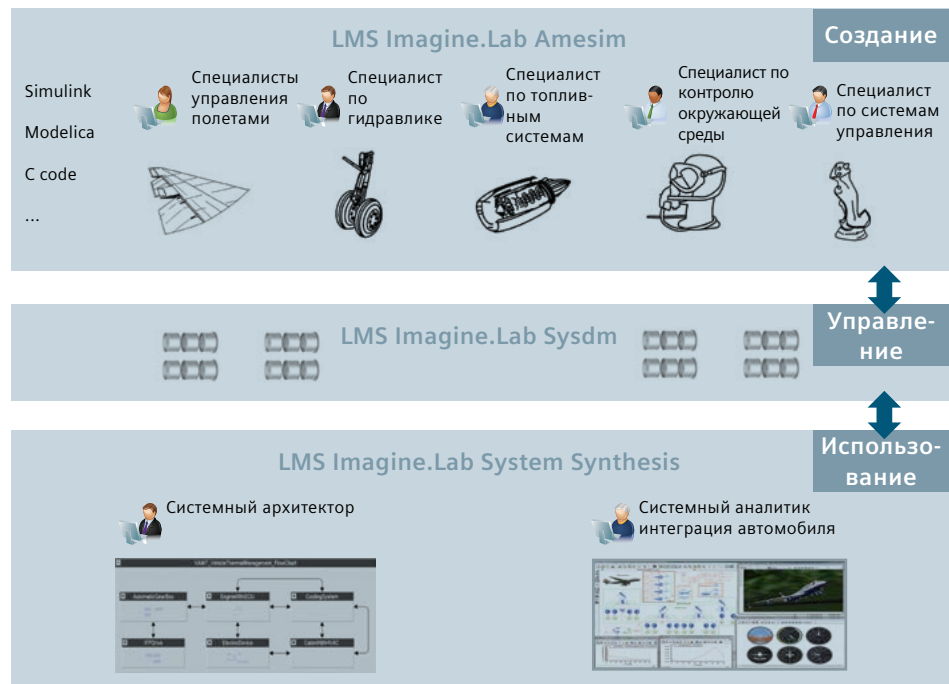 LMS Imagine.Lab Amesim
Создание
Simulink
Modelica
C code
...
Специалисты
управления
полетами
Специалист
по
гидравлике
Специалист
по топлив-
ным
системам
Специалист по
контролю
окружающей
среды
Специалист
по системам
управления
LMS Imagine.Lab Sysdm
Управле-
ние
LMS Imagine.Lab System Synthesis
Использо-
вание
Системный архитектор
Системный аналитик
интеграция автомобиля
AutomaticGearBox
CoolingSystem